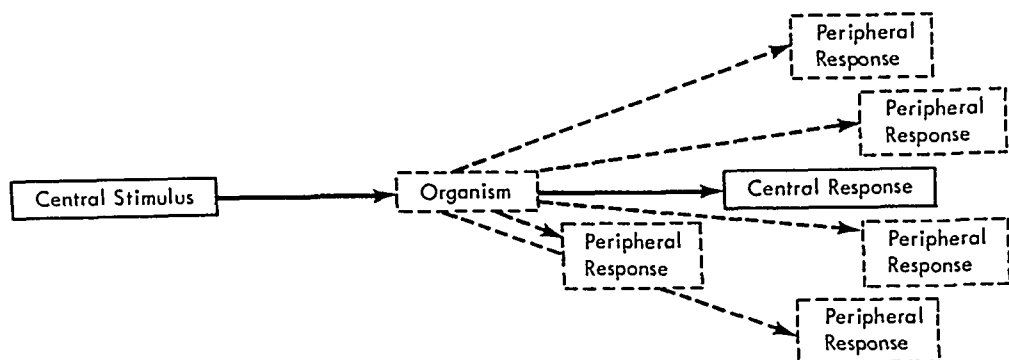 Peripheral
Response
Peripheral
Response
Central Stimulus
Organism
Central Response
Peripheral
Response
Peripheral
Response
Peripheral
Response